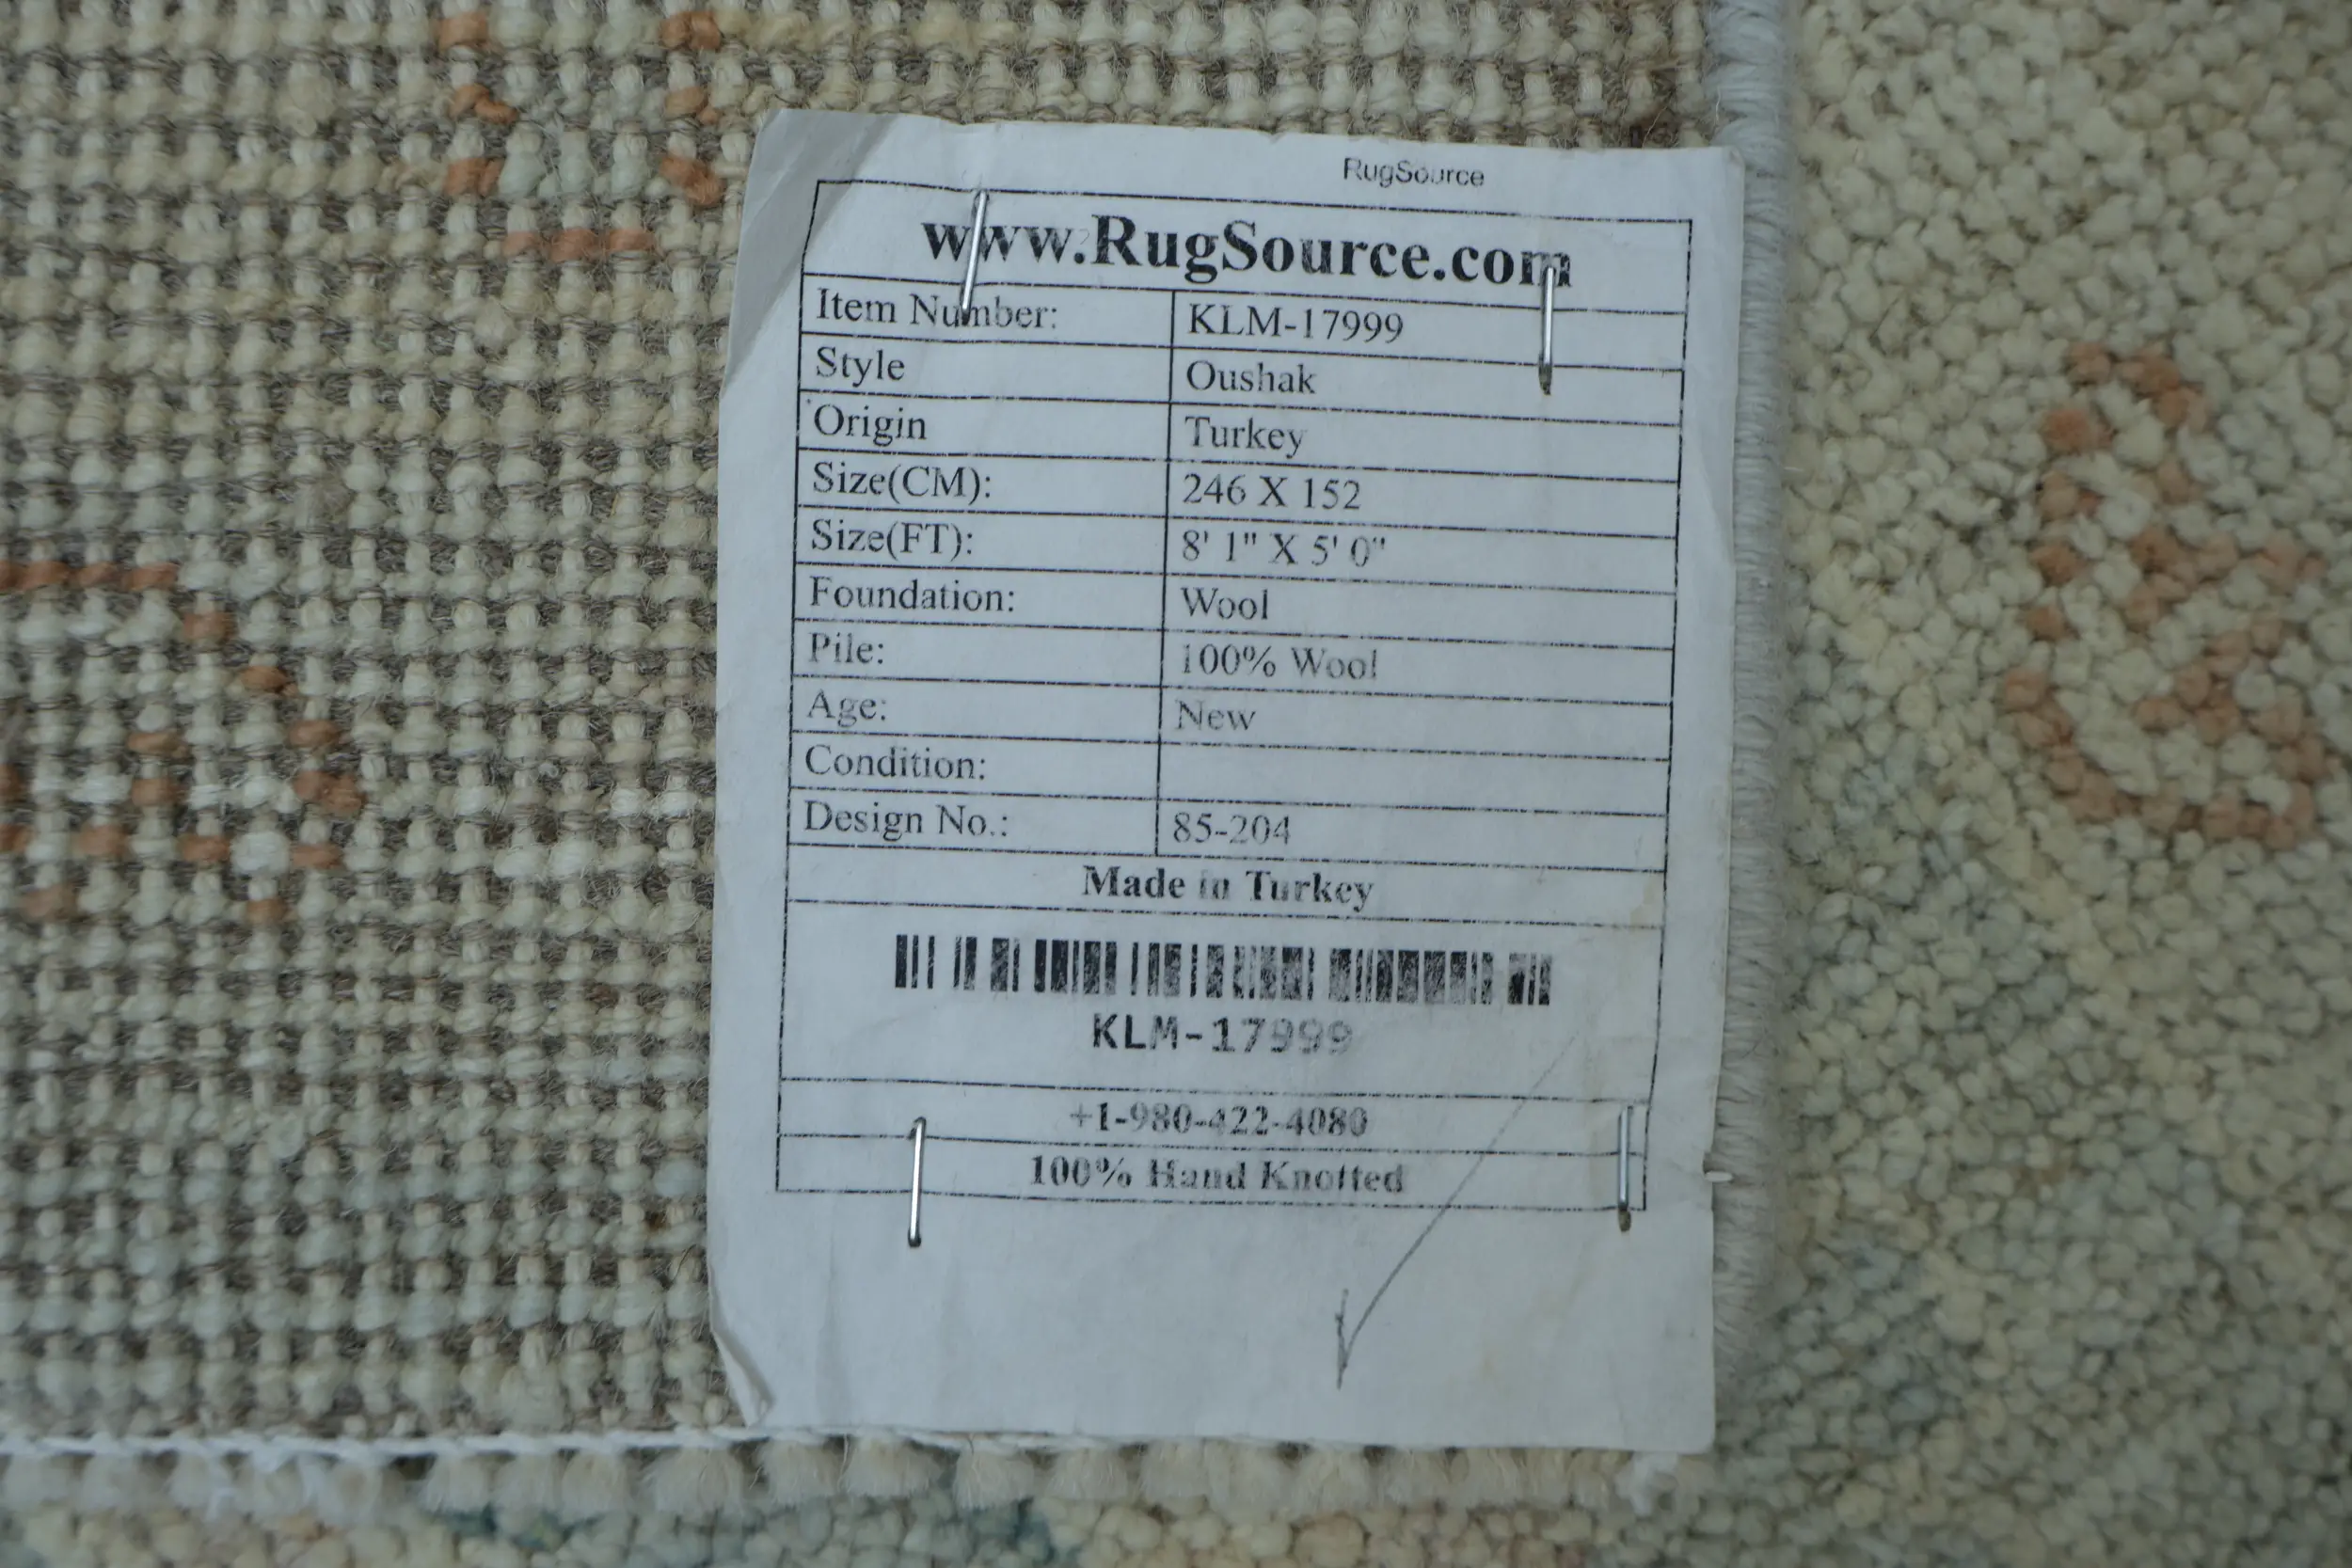 RugSource
www.RugSource.com
Item Number: KLM-17999
Style Oushak
Origin Turkey
Size(CM): 246 X 152
Size(FT): 8' 1" X 5' 0"
Foundation: Wool
Pile: 100% Wool
Age: New
Condition:
Design No.: 85-204
Made in Turkey
KLM-17999
+1-980-422-4080
100% Hand Knotted